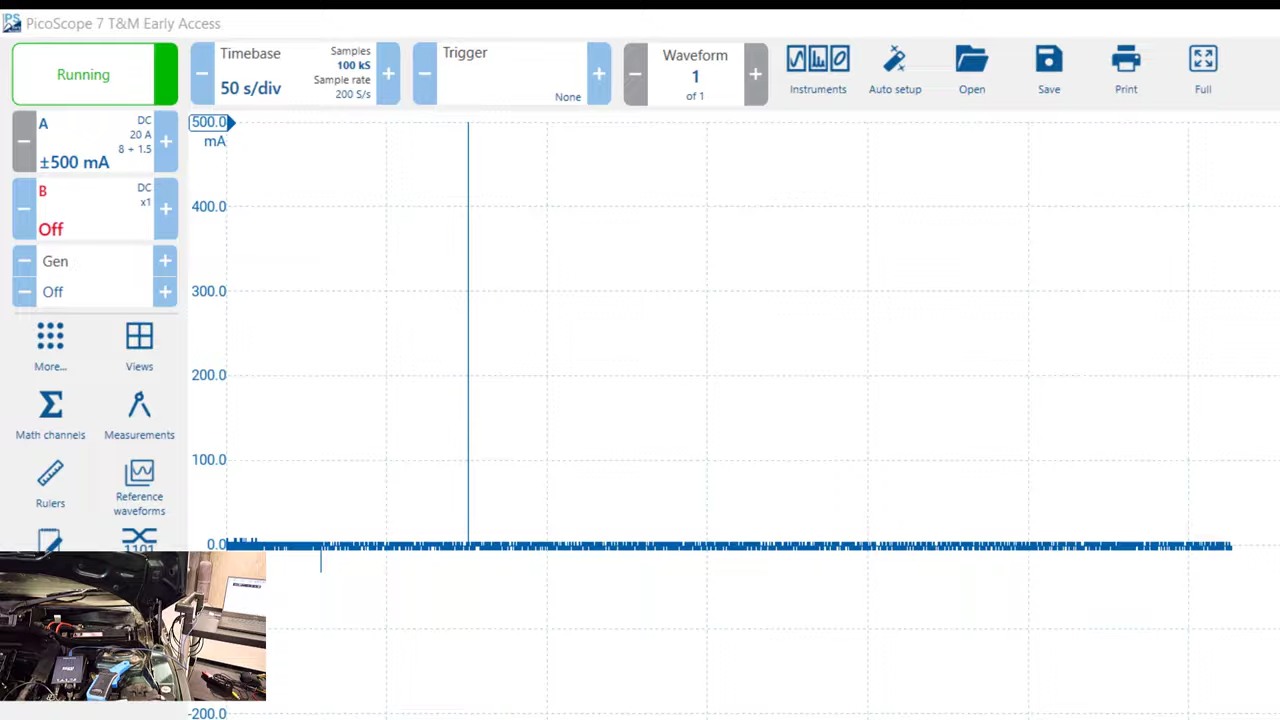 PS PicoScope 7 T&M Early Access
Running
Timebase
50 s/div
Samples
100 kS
Sample rate
200 S/s
Trigger
None
Waveform
1
of 1
Instruments
Auto setup
Open
Save
Print
Full
A
DC
20 A
8 + 1.5
±500 mA
B
DC
x1
Off
Gen
Off
More...
Views
Math channels
Measurements
Rulers
Reference
waveforms
1101
500.0
mA
400.0
300.0
200.0
100.0
0.0
-200.0